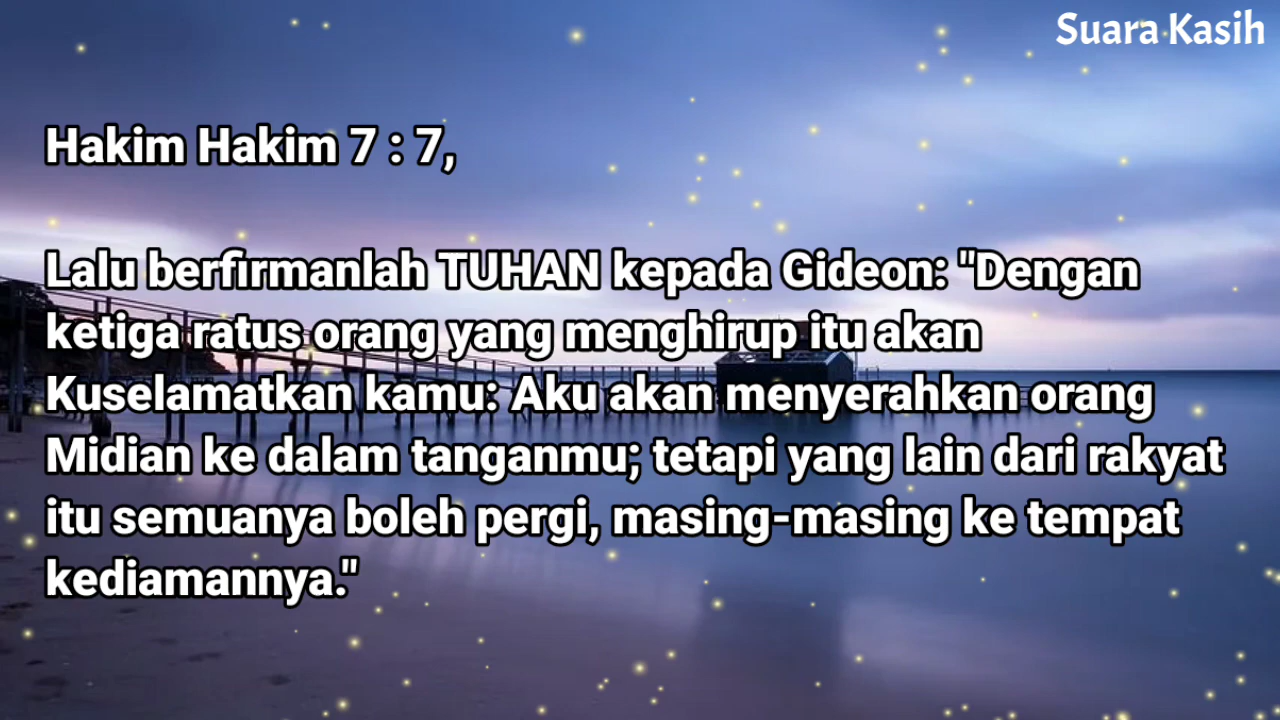 Suara Kasih
Hakim Hakim 7 : 7,
Lalu berfirmanlah TUHAN kepada Gideon: "Dengan
ketiga ratus orang yang menghirup itu akan
Kuselamatkan kamu: Aku akan menyerahkan orang
Midian ke dalam tanganmu; tetapi yang lain dari rakyat
itu semuanya boleh pergi, masing-masing ke tempat
kediamannya."